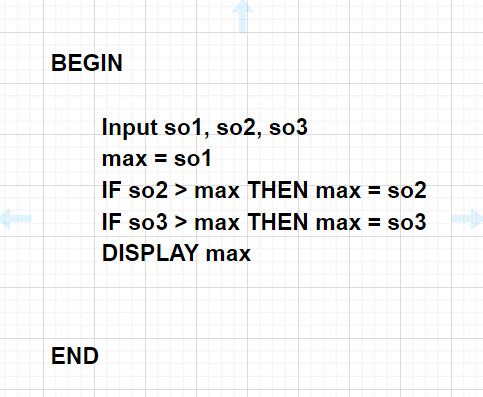 BEGIN
Input so1, so2, so3
max = so1
IF so2 > max THEN max = so2
IF so3 > max THEN max = so3
DISPLAY max
END